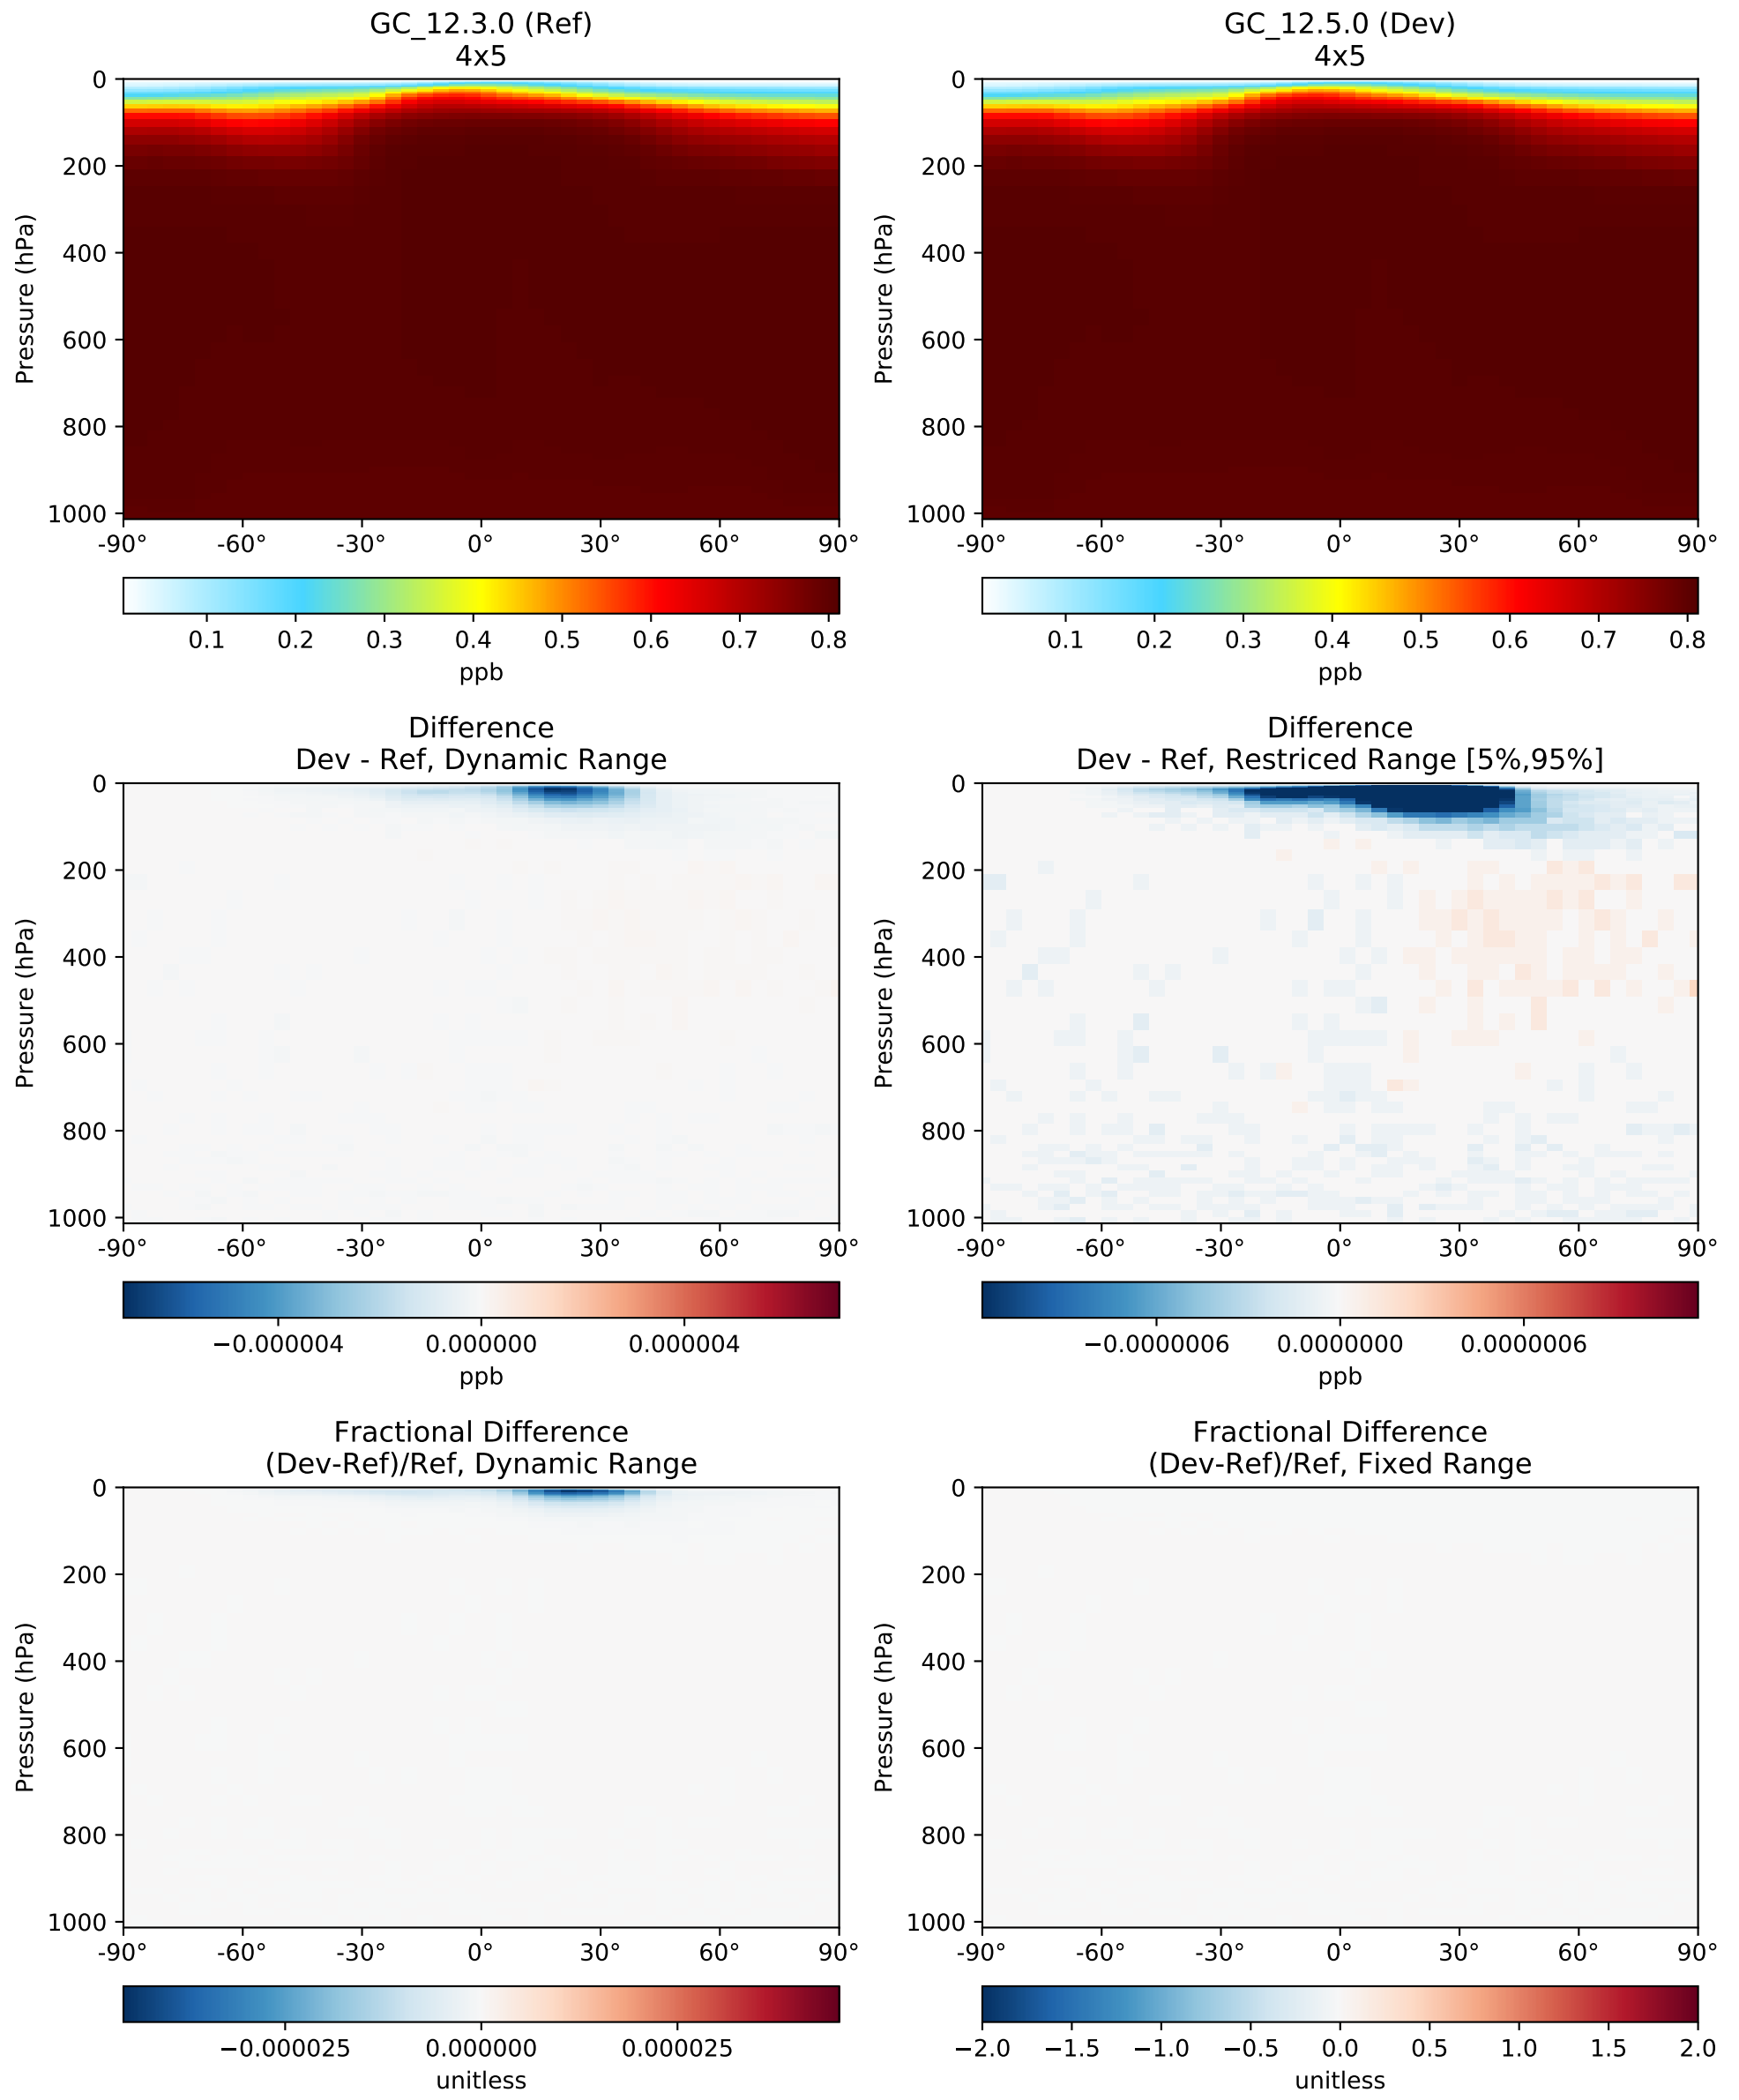 GC_12.3.0 (Ref)
4x5
0
200
400
600
800
1000
Pressure (hPa)
-90° -60° -30° 0° 30° 60° 90°
0.1 0.2 0.3 0.4 0.5 0.6 0.7 0.8
ppb
GC_12.5.0 (Dev)
4x5
0
200
400
600
800
1000
Pressure (hPa)
-90° -60° -30° 0° 30° 60° 90°
0.1 0.2 0.3 0.4 0.5 0.6 0.7 0.8
ppb
Difference
Dev - Ref, Dynamic Range
0
200
400
600
800
1000
Pressure (hPa)
-90° -60° -30° 0° 30° 60° 90°
−0.000004 0.000000 0.000004
ppb
Difference
Dev - Ref, Restriced Range [5%,95%]
0
200
400
600
800
1000
Pressure (hPa)
-90° -60° -30° 0° 30° 60° 90°
−0.0000006 0.0000000 0.0000006
ppb
Fractional Difference
(Dev-Ref)/Ref, Dynamic Range
0
200
400
600
800
1000
Pressure (hPa)
-90° -60° -30° 0° 30° 60° 90°
−0.000025 0.000000 0.000025
unitless
Fractional Difference
(Dev-Ref)/Ref, Fixed Range
0
200
400
600
800
1000
Pressure (hPa)
-90° -60° -30° 0° 30° 60° 90°
−2.0 −1.5 −1.0 −0.5 0.0 0.5 1.0 1.5 2.0
unitless